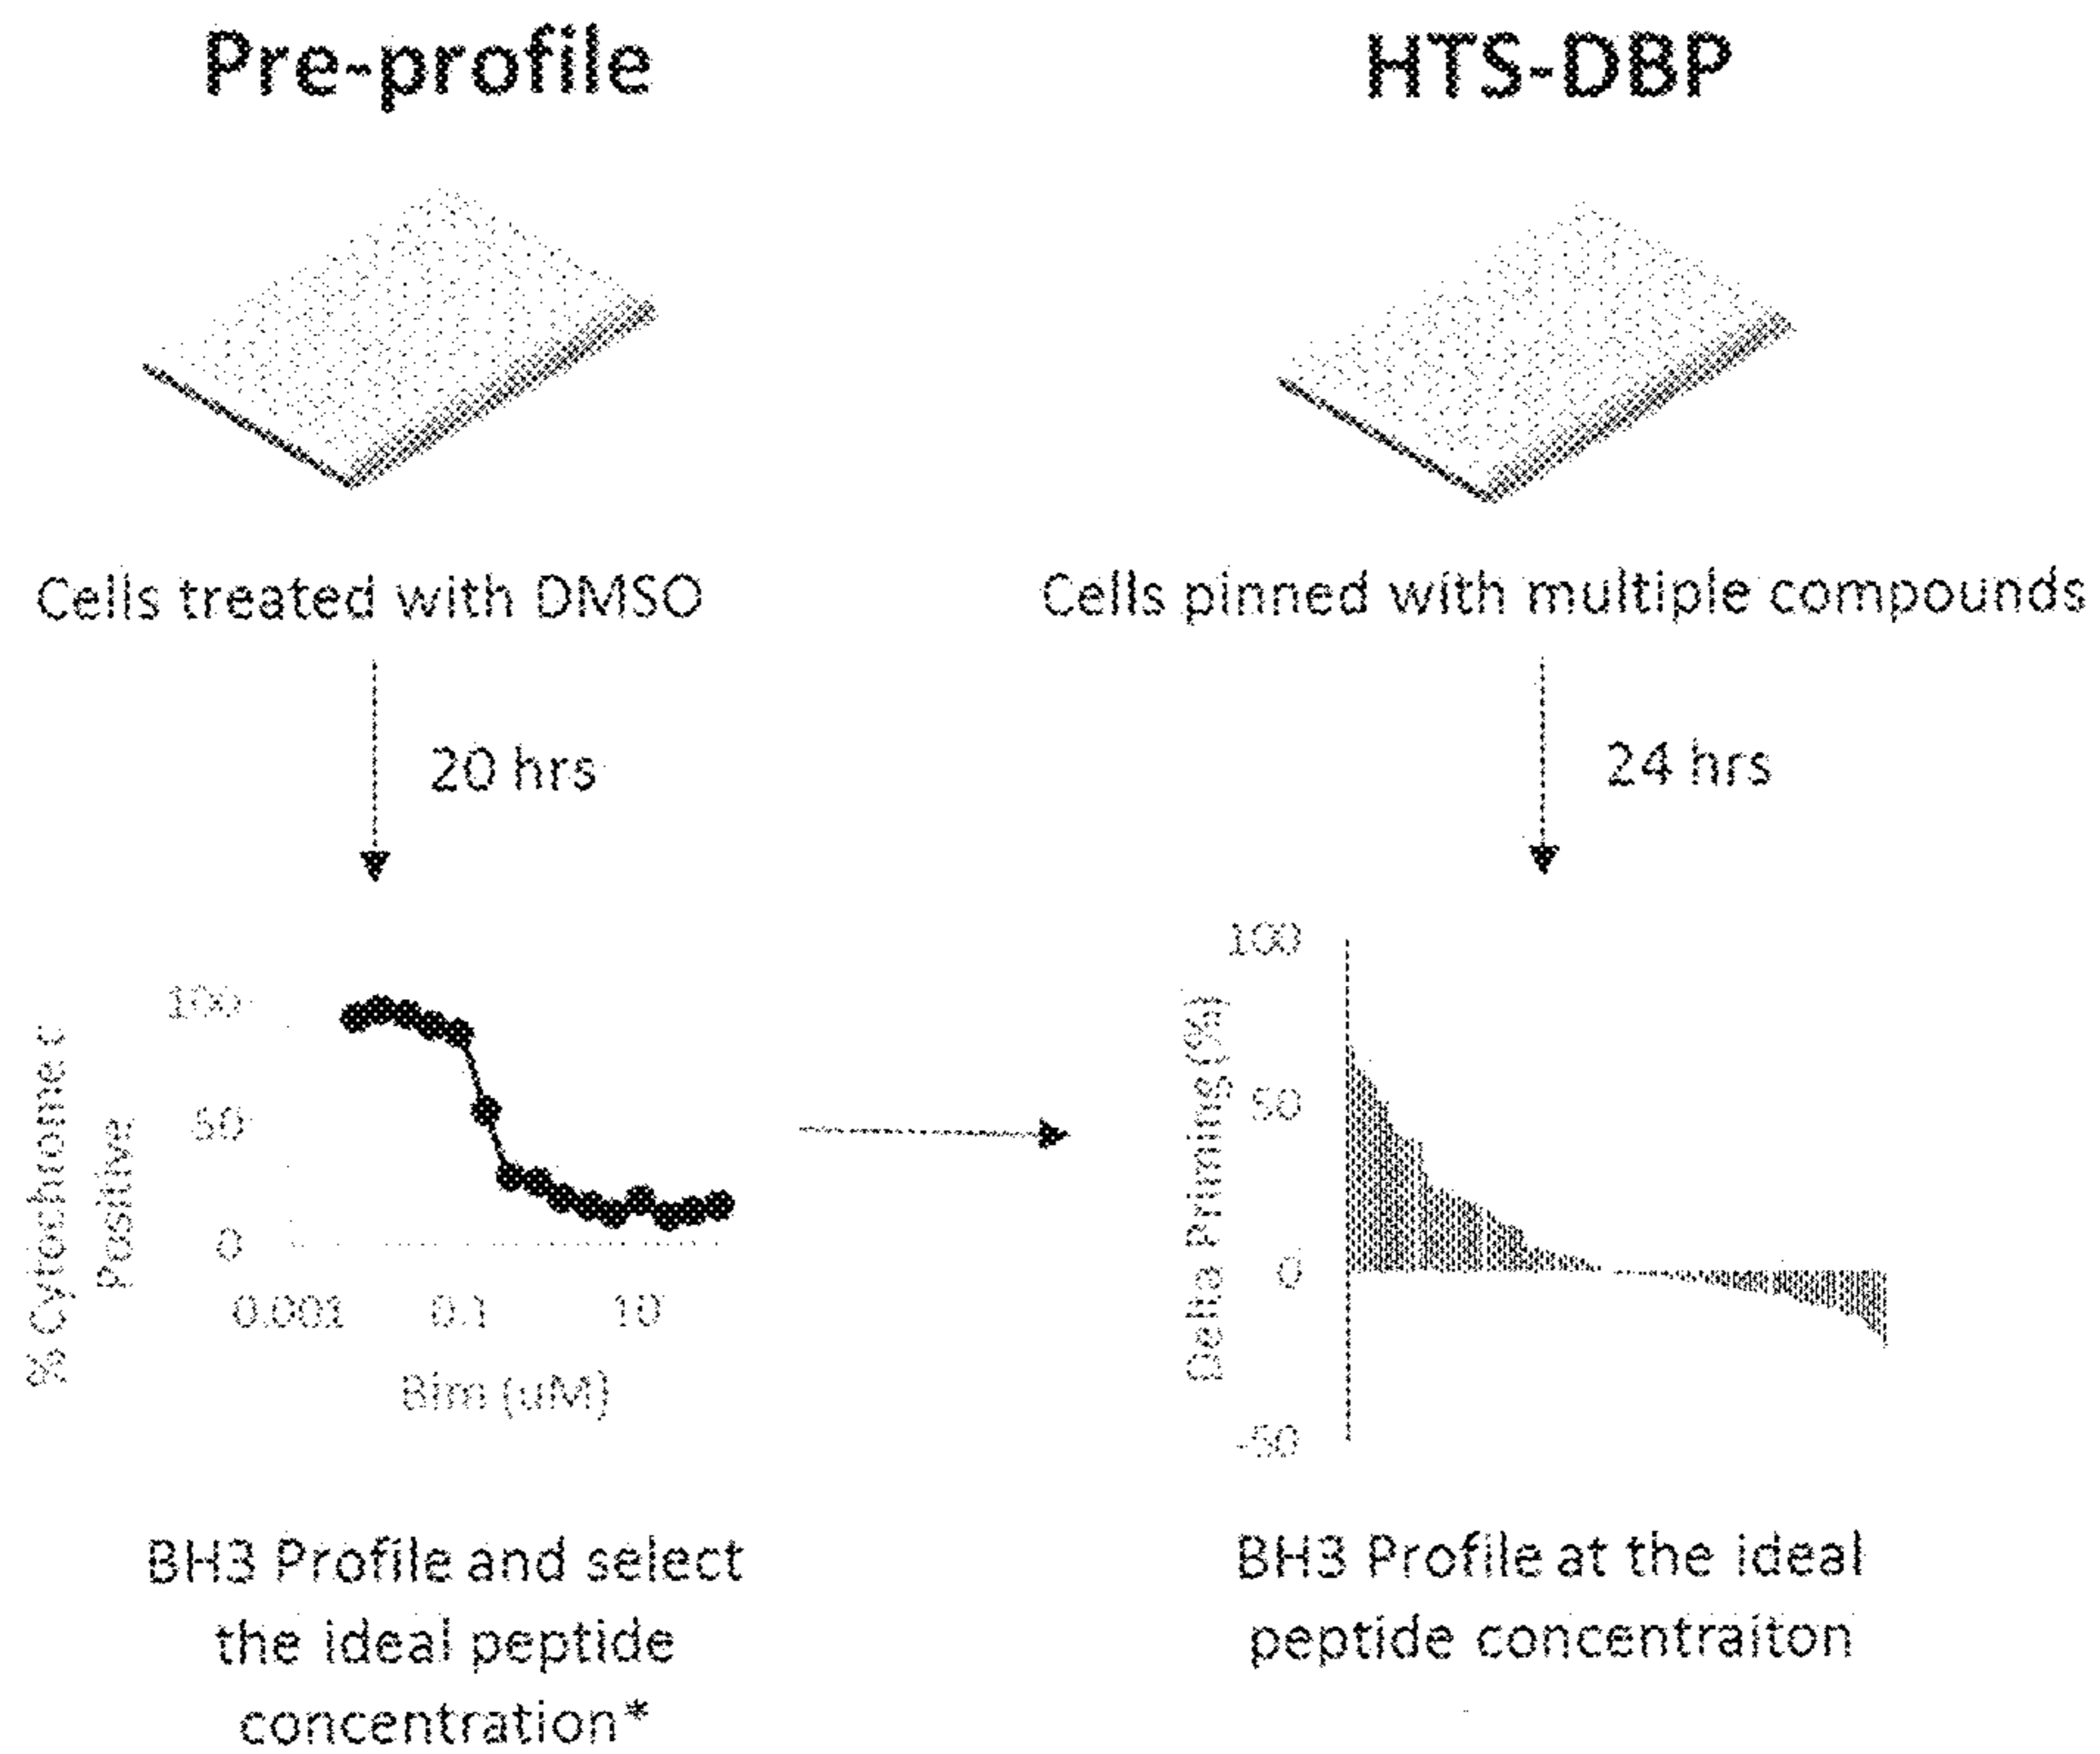 Pre-profile
HTS-DBP
Cells treated with DMSO
Cells pinned with multiple compounds
20 hrs
24 hrs
% Cytochrome c
Positive
100
50
0
0.001 0.1 10
Bim (uM)
Delta Priming (%)
100
50
0
-50
BH3 Profile and select
the ideal peptide
concentration*
BH3 Profile at the ideal
peptide concentraiton